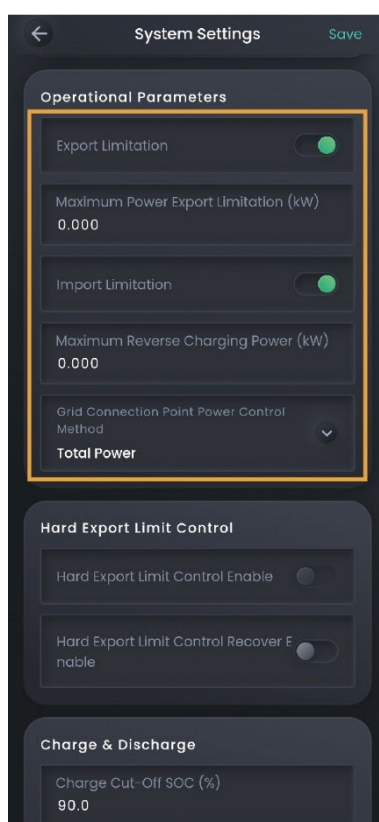 System Settings
Save
Operational Parameters
Export Limitation
Maximum Power Export Limitation (kW)
0.000
Import Limitation
Maximum Reverse Charging Power (kW)
0.000
Grid Connection Point Power Control
Method
Total Power
Hard Export Limit Control
Hard Export Limit Control Enable
Hard Export Limit Control Recover E
nable
Charge & Discharge
Charge Cut-Off SOC (%)
90.0